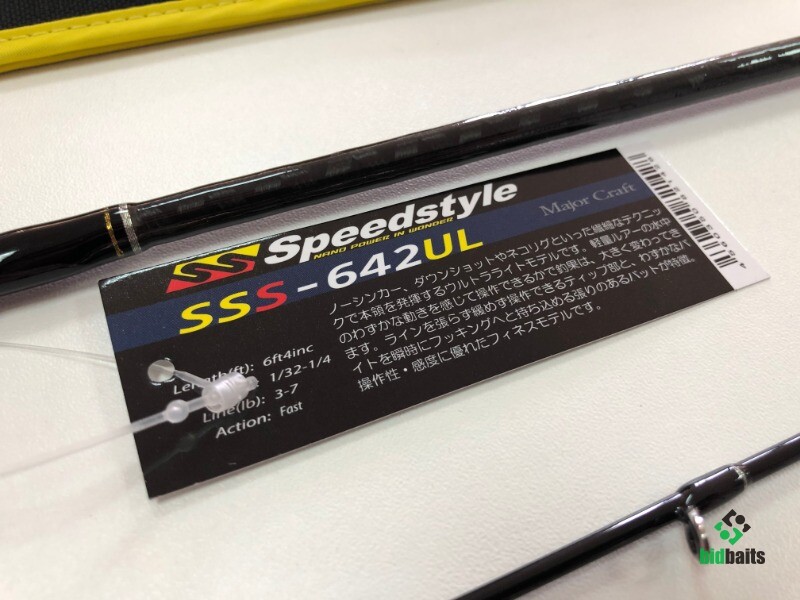 Speedstyle
NANO POWER IN WONDER
Major Craft
SSS-642UL
ノーシンカー、ダウンショットやネコリグといった繊細なテクニッ
クで本領を発揮するウルトラライトモデルです。軽量ルアーの水中
のわずかな動きを感じて操作できるかで釣果は、大きく変わってき
ます。ラインを張らず緩めず操作できるティップ部と、わずかなバ
イトを瞬時にフッキングへと持ち込める張りのあるバットが特徴。
操作性・感度に優れたフィネスモデルです。
Length(ft): 6ft4inc
1/32-1/4
Line(lb): 3-7
Action: Fast
bidbaits